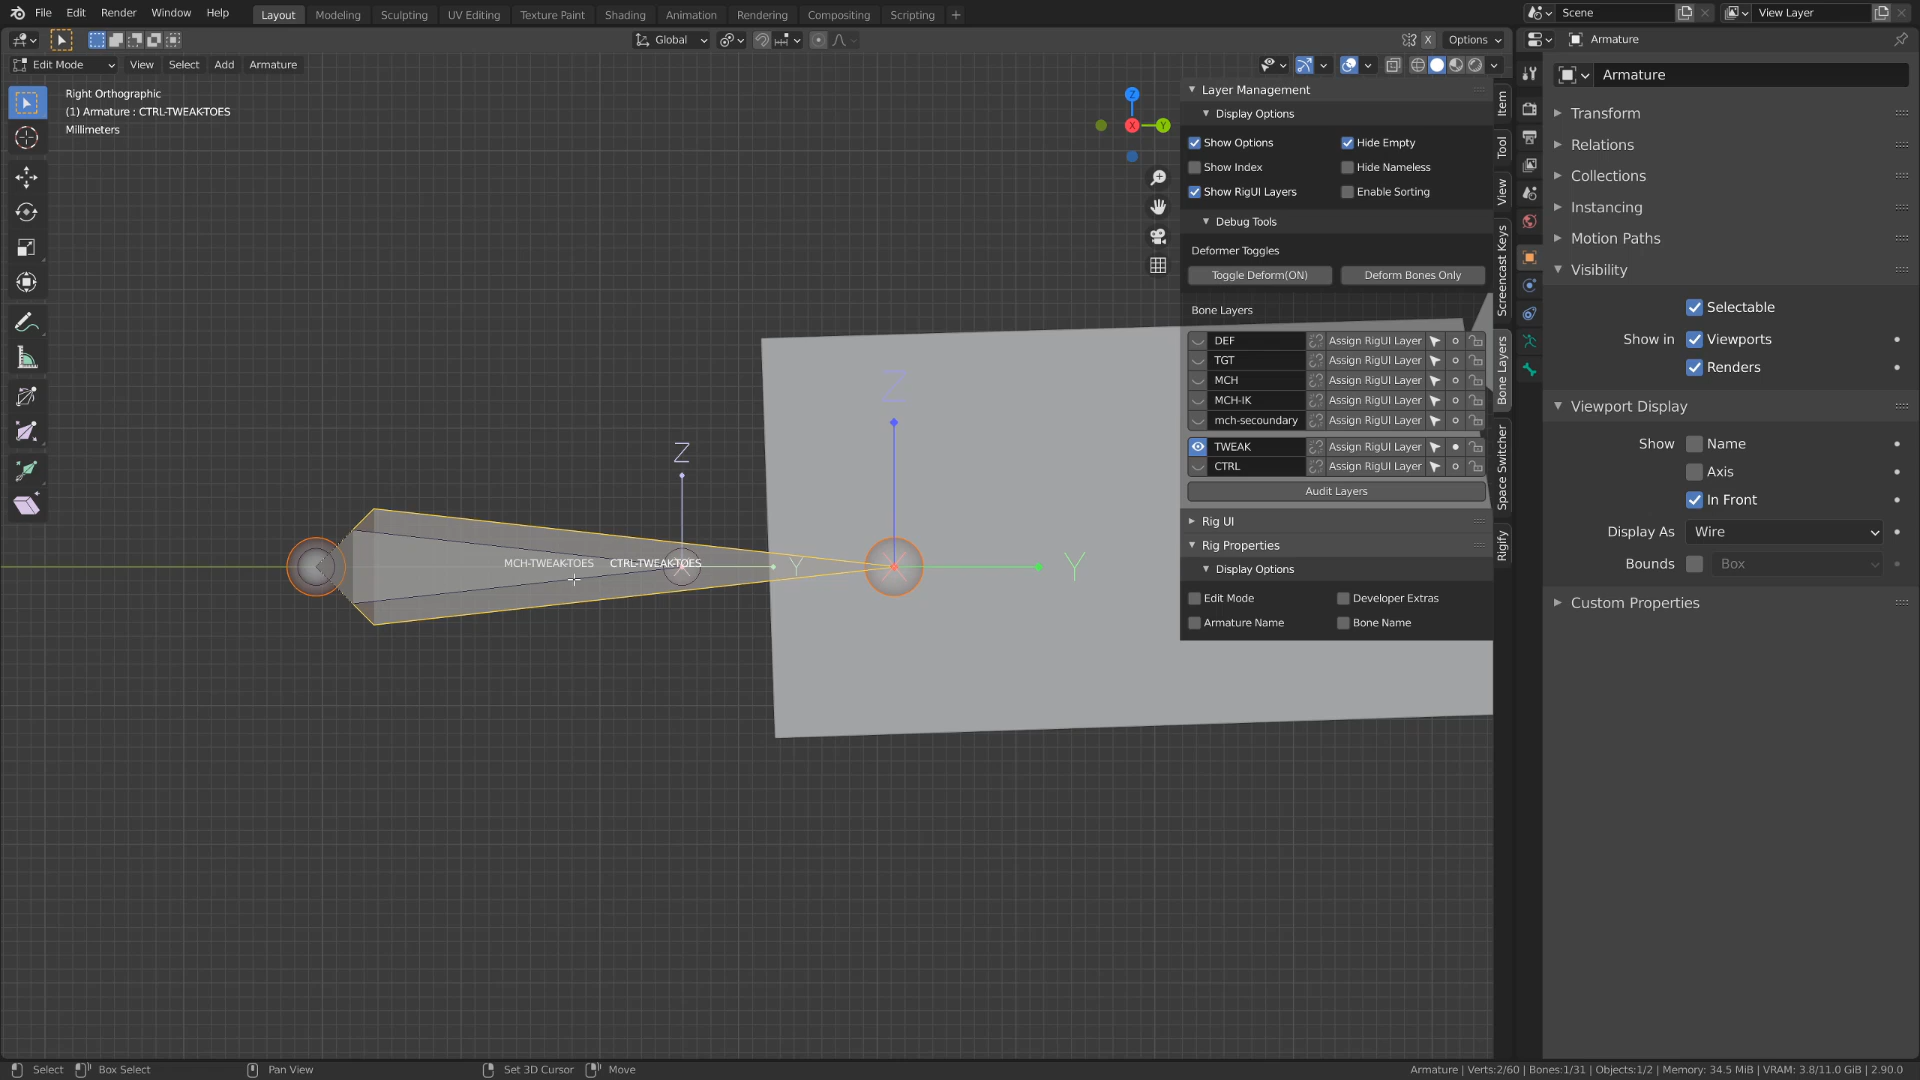 File Edit Render Window Help Layout Modeling Sculpting UV Editing Texture Paint Shading Animation Rendering Compositing Scripting + Scene View Layer
Global X Options Armature
Edit Mode View Select Add Armature
Armature
Right Orthographic
(1) Armature : CTRL-TWEAK-TOES
Millimeters
Z
X
Y
Layer Management
Display Options
Show Options Hide Empty
Show Index Hide Nameless
Show RigUI Layers Enable Sorting
Debug Tools
Deformer Toggles
Toggle Deform(ON) Deform Bones Only
Bone Layers
DEF Assign RigUI Layer
TGT Assign RigUI Layer
MCH Assign RigUI Layer
MCH-IK Assign RigUI Layer
mch-secoundary Assign RigUI Layer
TWEAK Assign RigUI Layer
CTRL Assign RigUI Layer
Audit Layers
Rig UI
Rig Properties
Display Options
Edit Mode Developer Extras
Armature Name Bone Name
Item
Tool
View
Screencast Keys
Bone Layers
Space Switcher
Rigify
Transform
Relations
Collections
Instancing
Motion Paths
Visibility
Selectable
Show in Viewports
Renders
Viewport Display
Show Name
Axis
In Front
Display As Wire
Bounds Box
Custom Properties
Z
Z
MCH-TWEAK-TOES CTRL-TWEAK-TOES
Y
Y
Select Box Select Pan View Set 3D Cursor Move Armature | Verts:2/60 | Bones:1/31 | Objects:1/2 | Memory: 34.5 MiB | VRAM: 3.8/11.0 GiB | 2.90.0